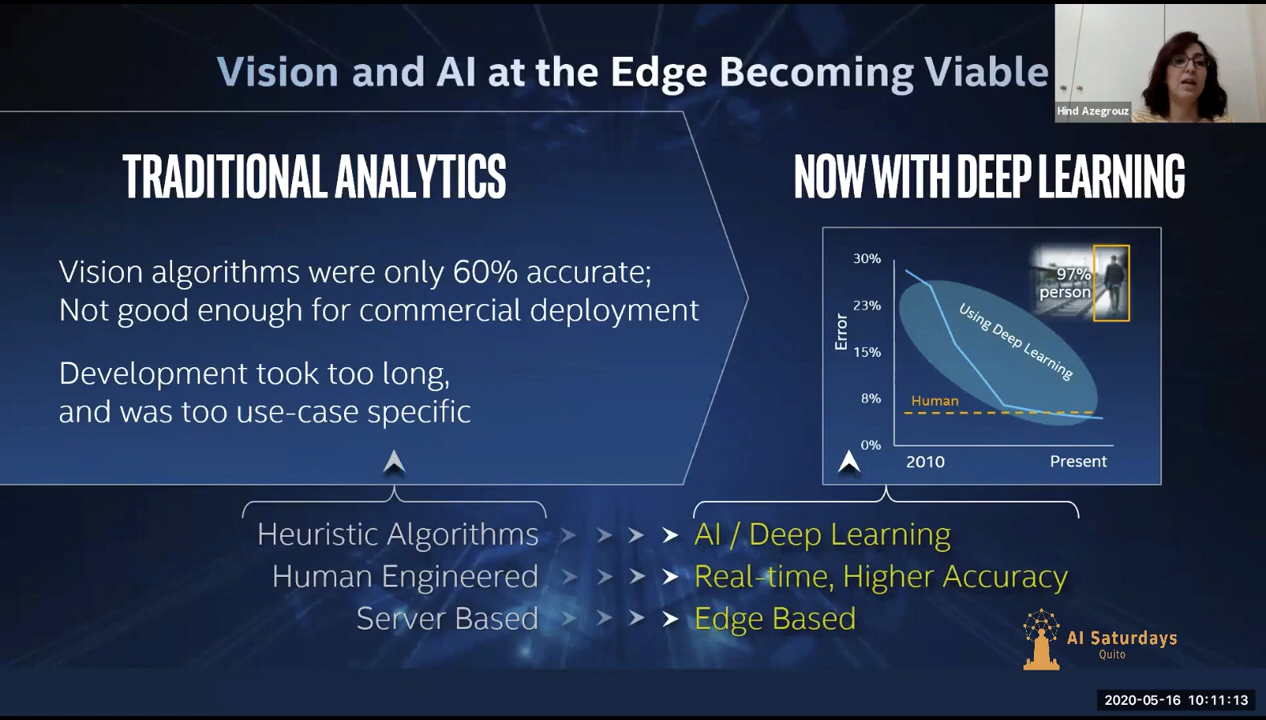 Vision and AI at the Edge Becoming Viable
Hind Azegrouz
TRADITIONAL ANALYTICS
Vision algorithms were only 60% accurate;
Not good enough for commercial deployment
Development took too long,
and was too use-case specific
NOW WITH DEEP LEARNING
30%
23%
15%
8%
0%
Error
97%
person
Using Deep Learning
Human
2010
Present
Heuristic Algorithms
AI / Deep Learning
Human Engineered
Real-time, Higher Accuracy
Server Based
Edge Based
AI Saturdays
Quito
2020-05-16 10:11:13